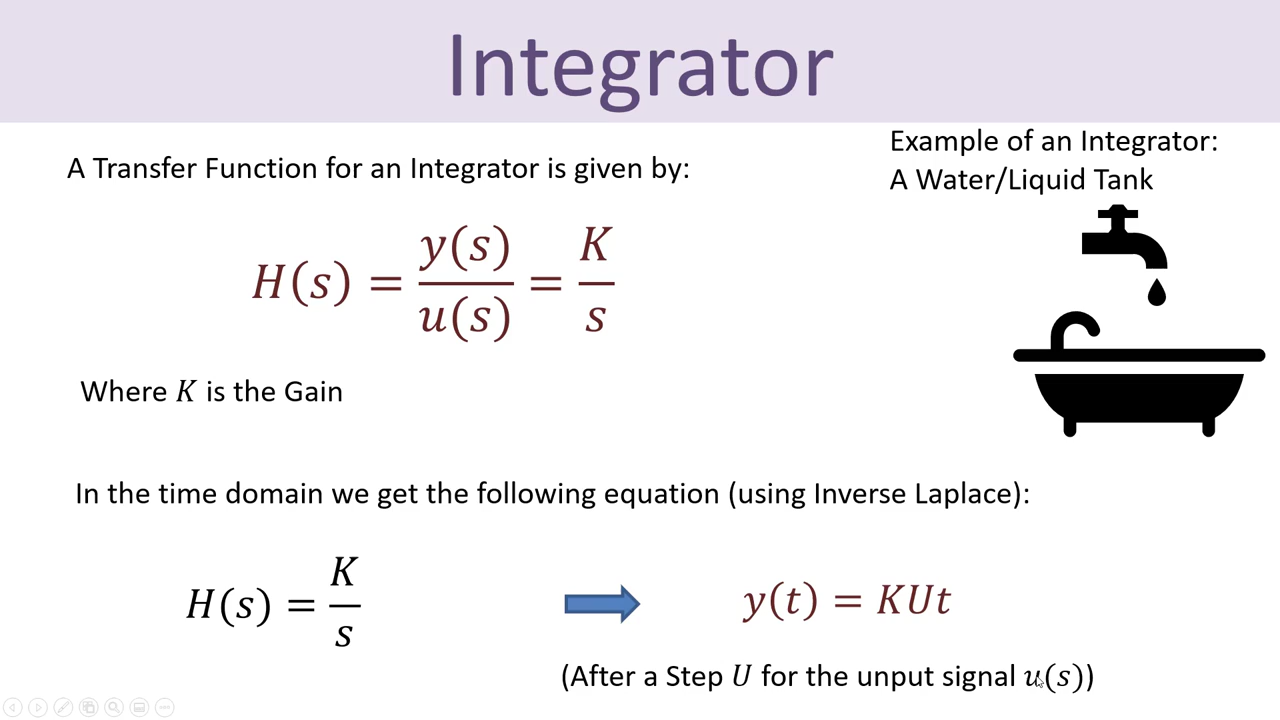 Integrator
A Transfer Function for an Integrator is given by:
Example of an Integrator:
A Water/Liquid Tank
H(s) = y(s)/u(s) = K/s
Where K is the Gain
In the time domain we get the following equation (using Inverse Laplace):
H(s) = K/s
y(t) = KUt
(After a Step U for the unput signal u(s))